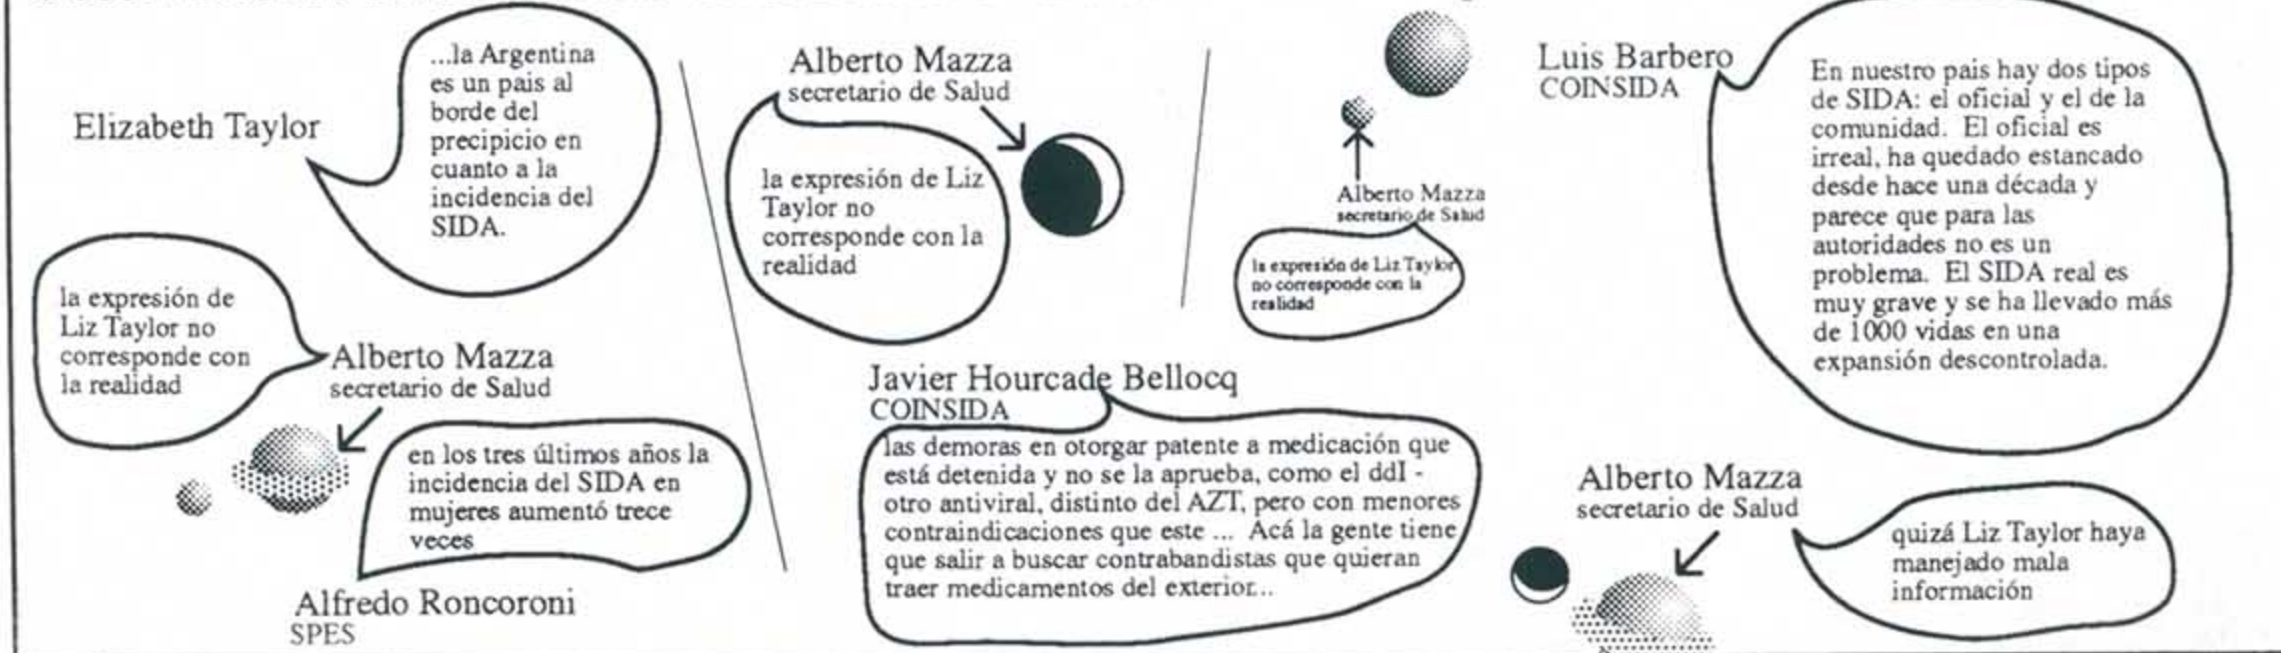 Elizabeth Taylor
...la Argentina
es un pais al
borde del
precipicio en
cuanto a la
incidencia del
SIDA.
la expresión de
Liz Taylor no
corresponde con
la realidad
Alberto Mazza
secretario de Salud
en los tres últimos años la
incidencia del SIDA en
mujeres aumentó trece
veces
Alfredo Roncoroni
SPES
Alberto Mazza
secretario de Salud
la expresión de Liz
Taylor no
corresponde con la
realidad
Alberto Mazza
secretario de Salud
la expresión de Liz Taylor
no corresponde con la
realidad
Javier Hourcade Bellocq
COINSIDA
las demoras en otorgar patente a medicación que
está detenida y no se la aprueba, como el ddI -
otro antiviral, distinto del AZT, pero con menores
contraindicaciones que este ... Acá la gente tiene
que salir a buscar contrabandistas que quieran
traer medicamentos del exterior...
Luis Barbero
COINSIDA
En nuestro pais hay dos tipos
de SIDA: el oficial y el de la
comunidad. El oficial es
irreal, ha quedado estancado
desde hace una década y
parece que para las
autoridades no es un
problema. El SIDA real es
muy grave y se ha llevado más
de 1000 vidas en una
expansión descontrolada.
Alberto Mazza
secretario de Salud
quizá Liz Taylor haya
manejado mala
información